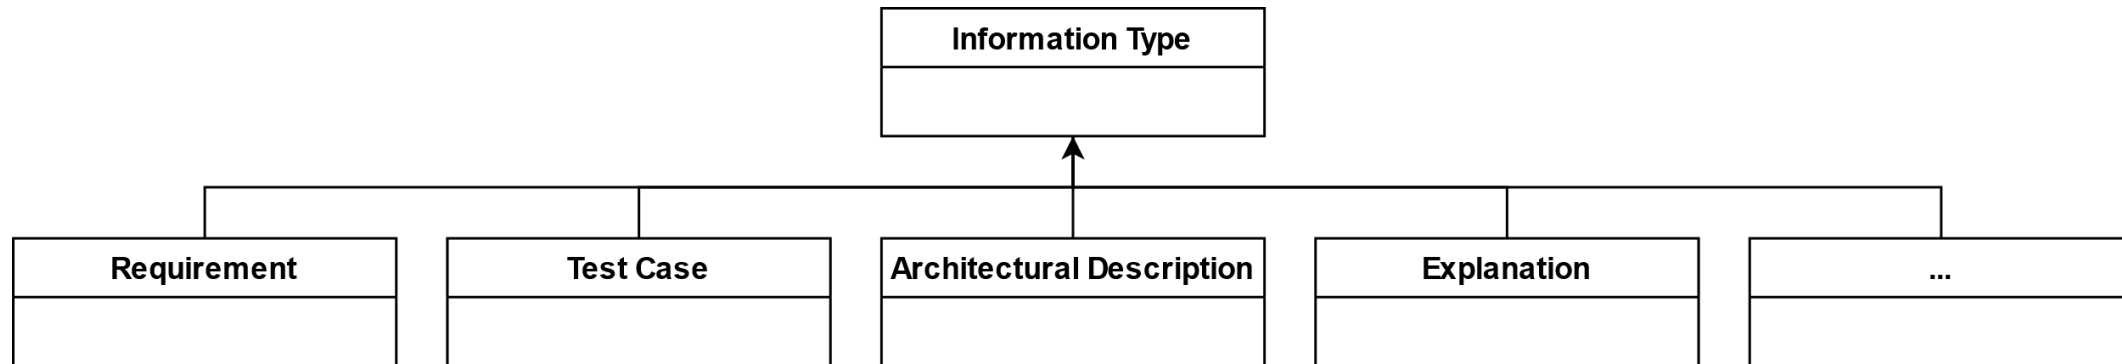 Information Type
Requirement
Test Case
Architectural Description
Explanation
...